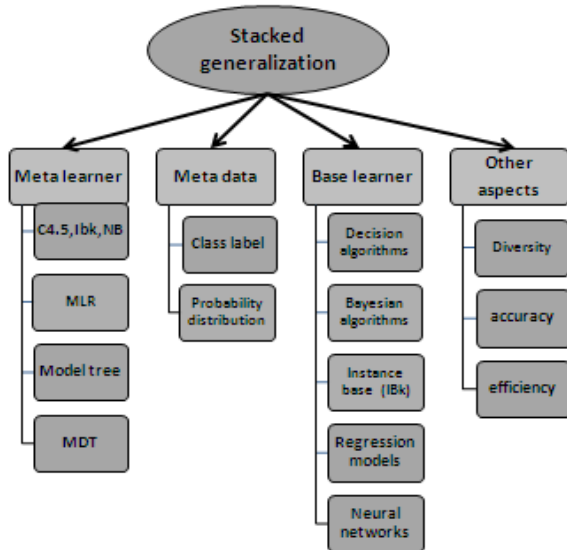 Stacked
generalization
Meta learner
C4.5,Ibk,NB
MLR
Model tree
MDT
Meta data
Class label
Probability
distribution
Base learner
Decision
algorithms
Bayesian
algorithms
Instance
base (IBk)
Regression
models
Neural
networks
Other
aspects
Diversity
accuracy
efficiency